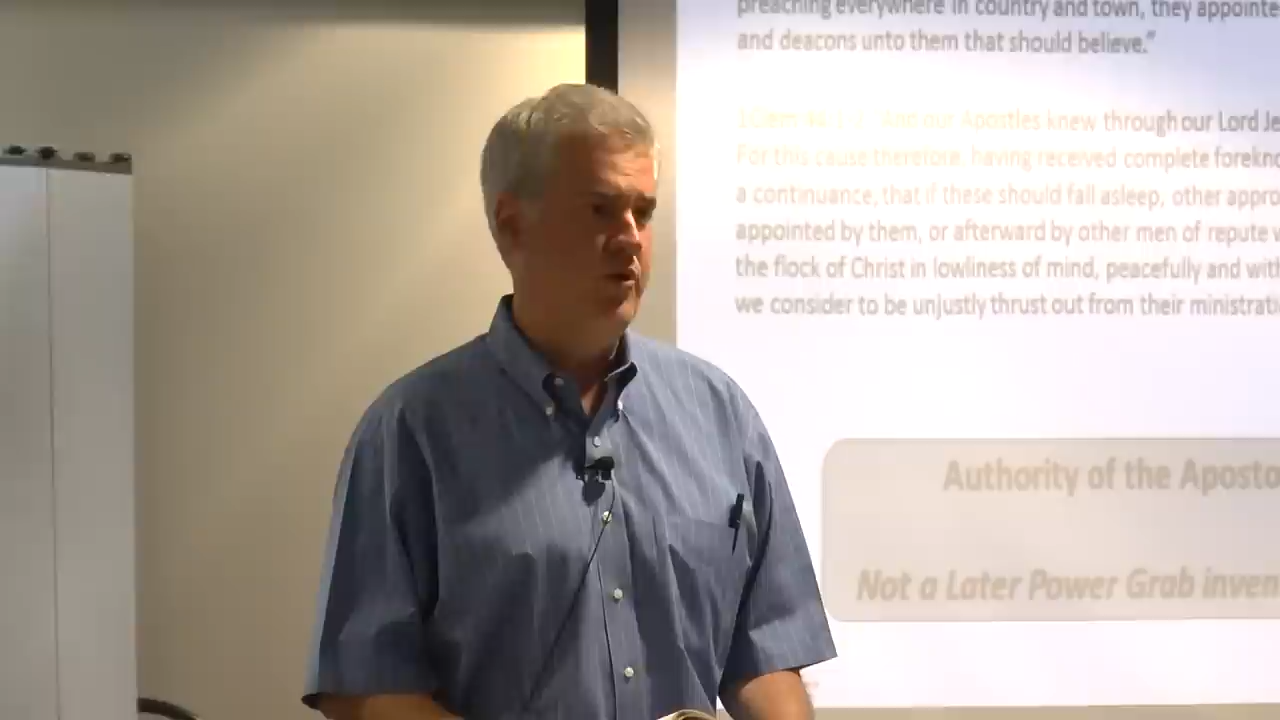 preaching everywhere in country and town, they appointe
and deacons unto them that should believe."
And our Apostles knew through our Lord Je
For this cause therefore, having received complete forekno
a continuance, that if these should fall asleep, other appro
appointed by them, or afterward by other men of repute
the flock of Christ in lowliness of mind, peacefully and with
we consider to be unjustly thrust out from their ministrati
Authority of the Aposto
Not a Later Power Grab inven